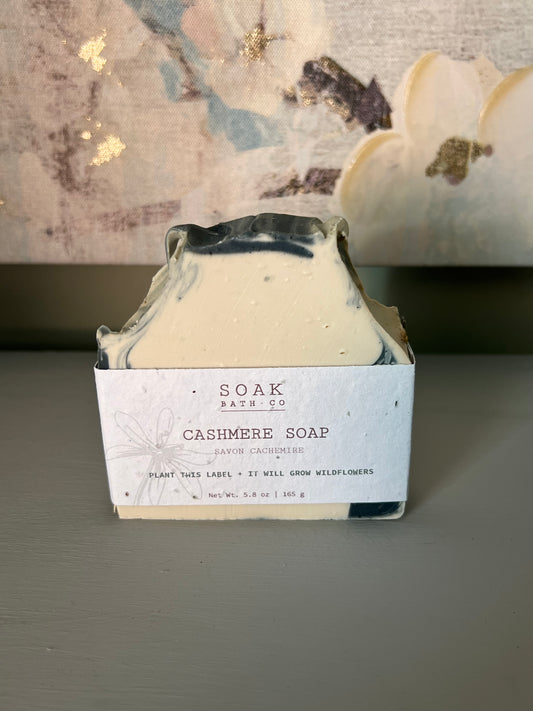 SOAK
BATH·CO
CASHMERE SOAP
SAVON CACHEMIRE
PLANT THIS LABEL + IT WILL GROW WILDFLOWERS
Net Wt. 5.8 oz | 165 g